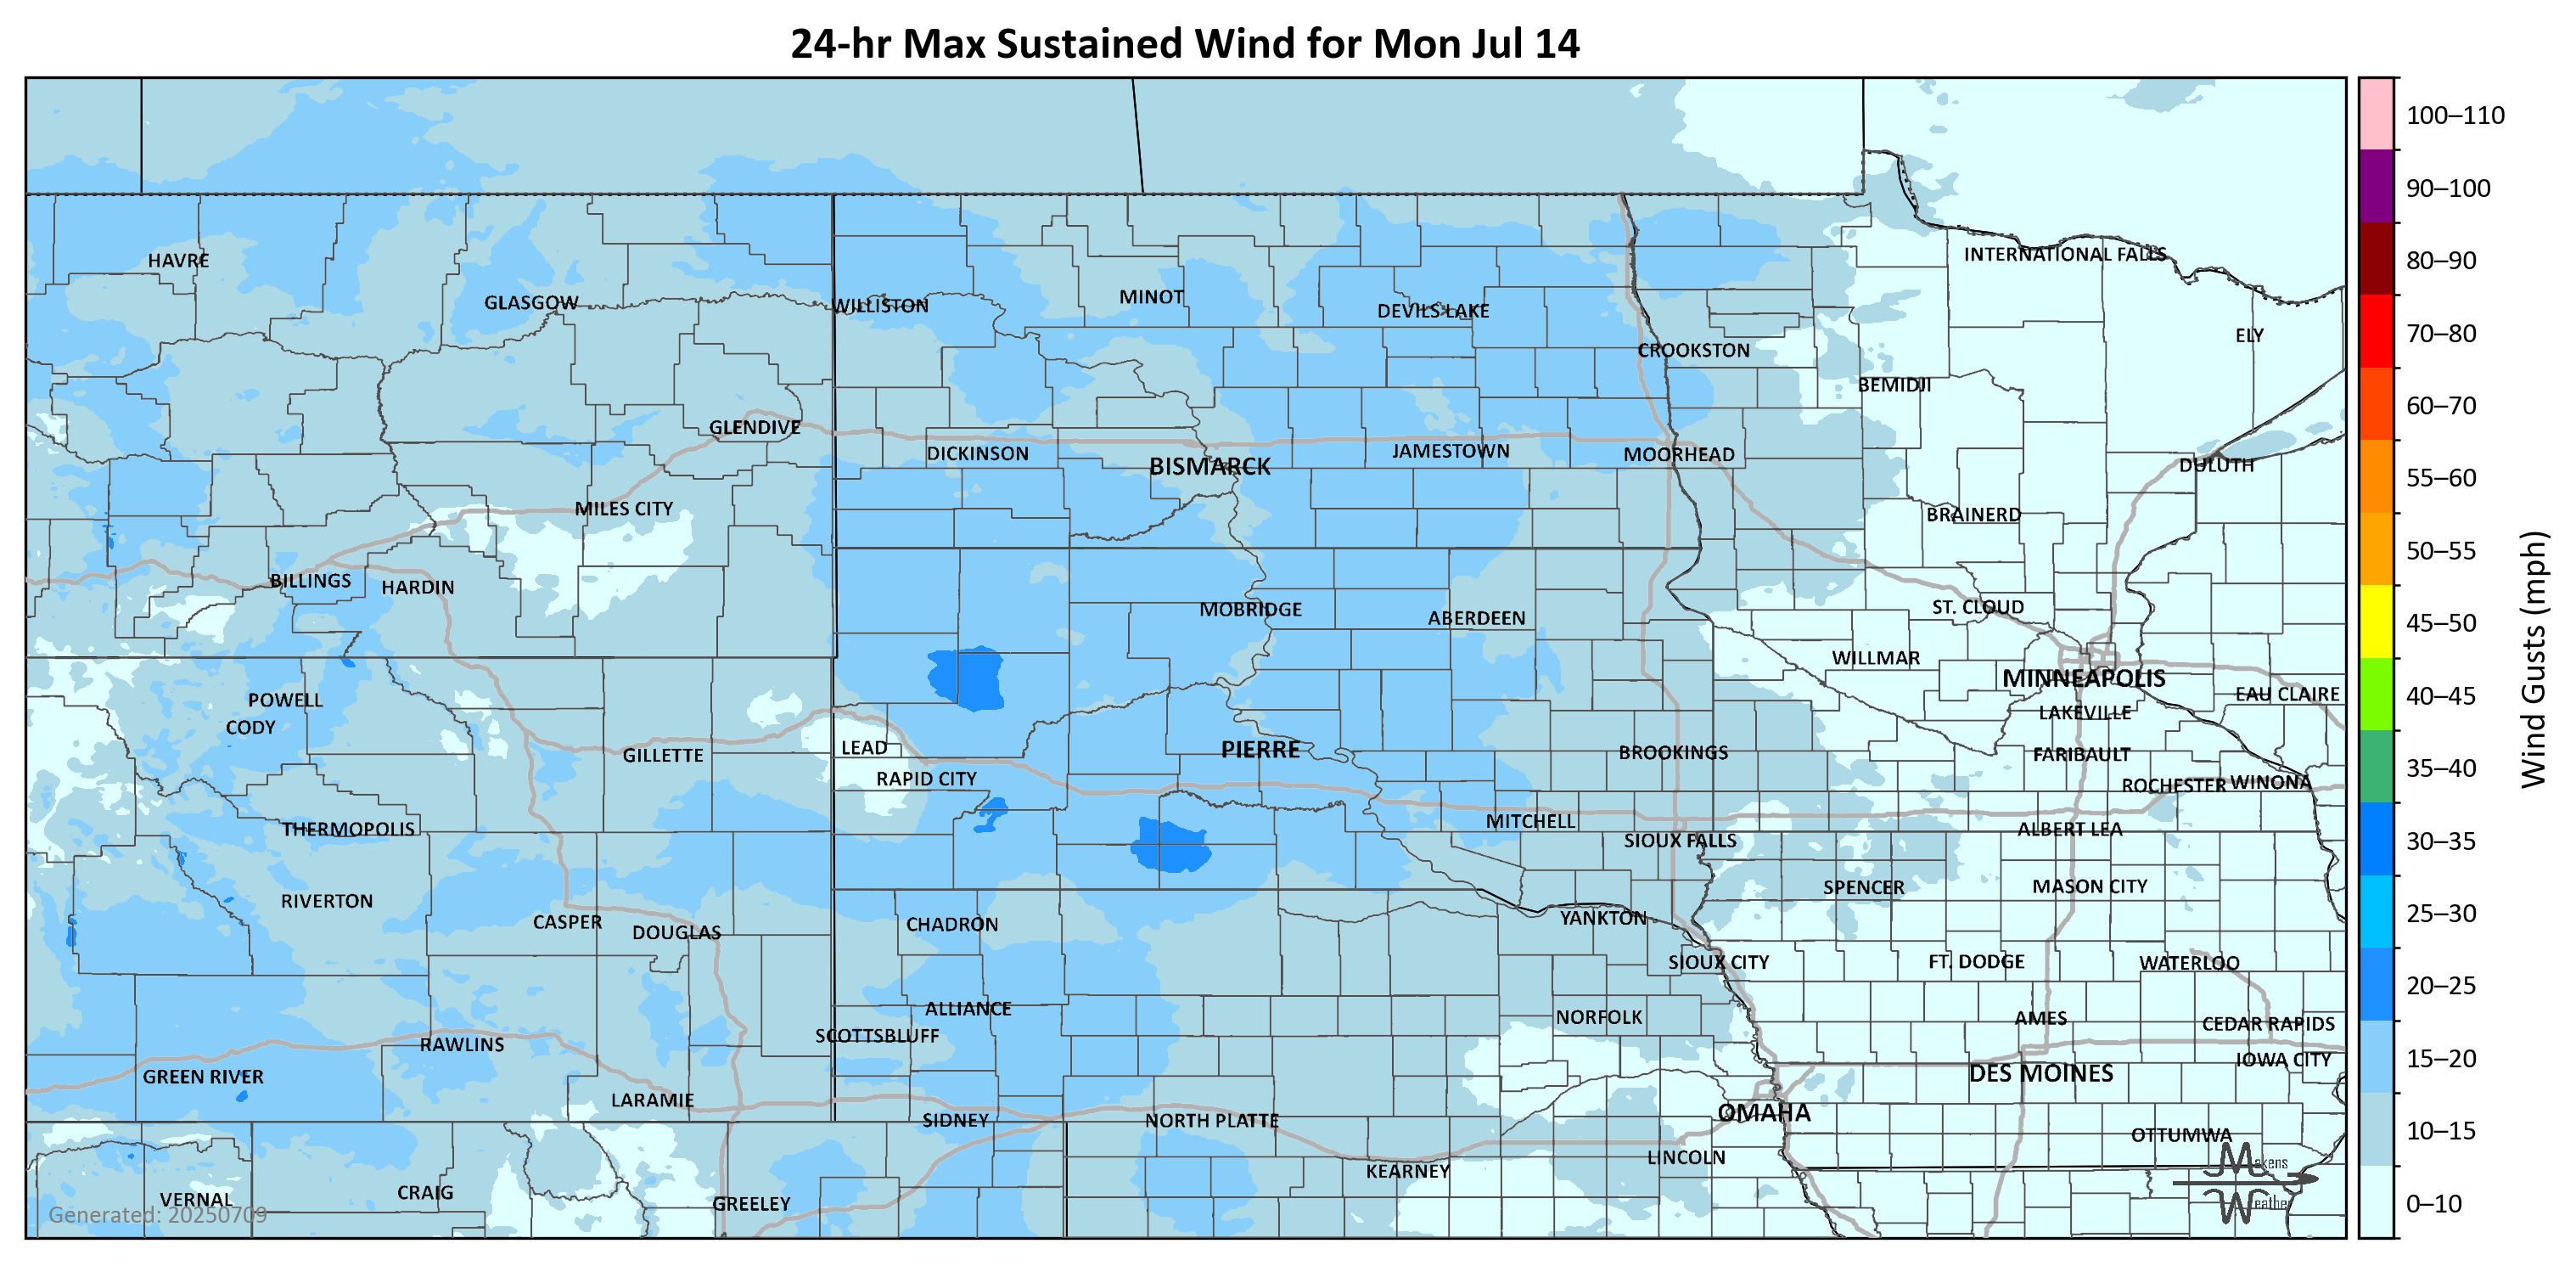 24-hr Max Sustained Wind for Mon Jul 14
100–110
90–100
80–90
70–80
60–70
55–60
50–55
45–50
40–45
35–40
30–35
25–30
20–25
15–20
10–15
0–10
Wind Gusts (mph)
HAVRE
GLASGOW
WILLISTON
MINOT
DEVILS LAKE
INTERNATIONAL FALLS
ELY
CROOKSTON
BEMIDJI
GLENDIVE
DICKINSON
BISMARCK
JAMESTOWN
MOORHEAD
DULUTH
MILES CITY
BRAINERD
BILLINGS
HARDIN
MOBRIDGE
ABERDEEN
ST. CLOUD
WILLMAR
MINNEAPOLIS
EAU CLAIRE
POWELL
CODY
LAKEVILLE
GILLETTE
LEAD
PIERRE
BROOKINGS
FARIBAULT
RAPID CITY
ROCHESTER
WINONA
THERMOPOLIS
MITCHELL
SIOUX FALLS
ALBERT LEA
RIVERTON
SPENCER
MASON CITY
CASPER
DOUGLAS
CHADRON
YANKTON
SIOUX CITY
FT. DODGE
WATERLOO
ALLIANCE
SCOTTSBLUFF
NORFOLK
AMES
CEDAR RAPIDS
RAWLINS
IOWA CITY
GREEN RIVER
DES MOINES
LARAMIE
SIDNEY
NORTH PLATTE
OMAHA
OTTUMWA
LINCOLN
KEARNEY
VERNAL
CRAIG
GREELEY
Makens
Weather
Generated: 20250709